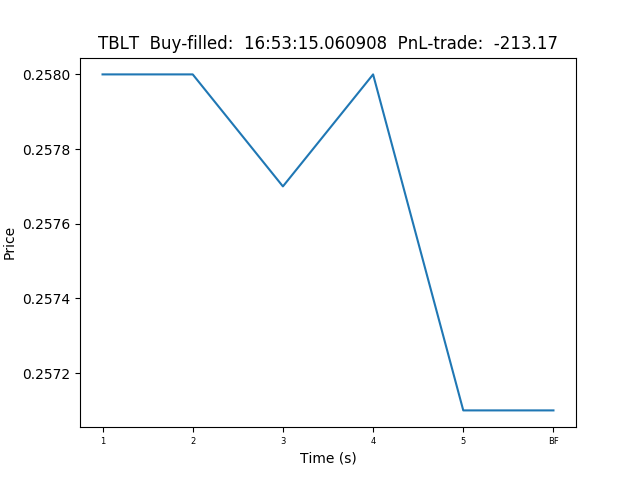 TBLT  Buy-filled:  16:53:15.060908  PnL-trade:  -213.17
0.2580
0.2578
0.2576
0.2574
0.2572
Price
1 2 3 4 5 BF
Time (s)